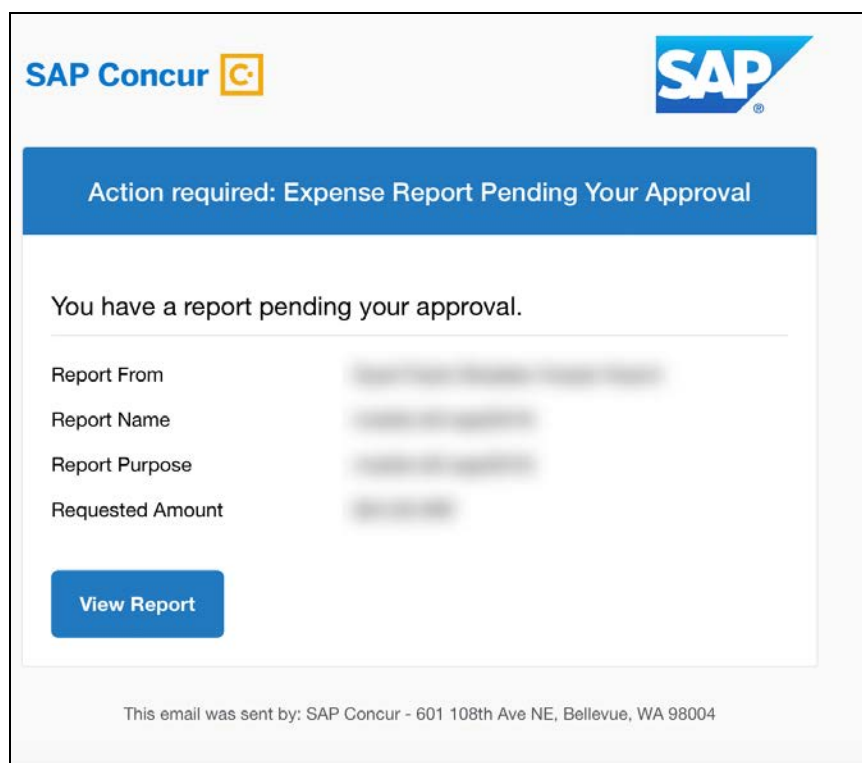 SAP Concur C
SAP
®
Action required: Expense Report Pending Your Approval
You have a report pending your approval.
Report From
Report Name
Report Purpose
Requested Amount
View Report
This email was sent by: SAP Concur - 601 108th Ave NE, Bellevue, WA 98004